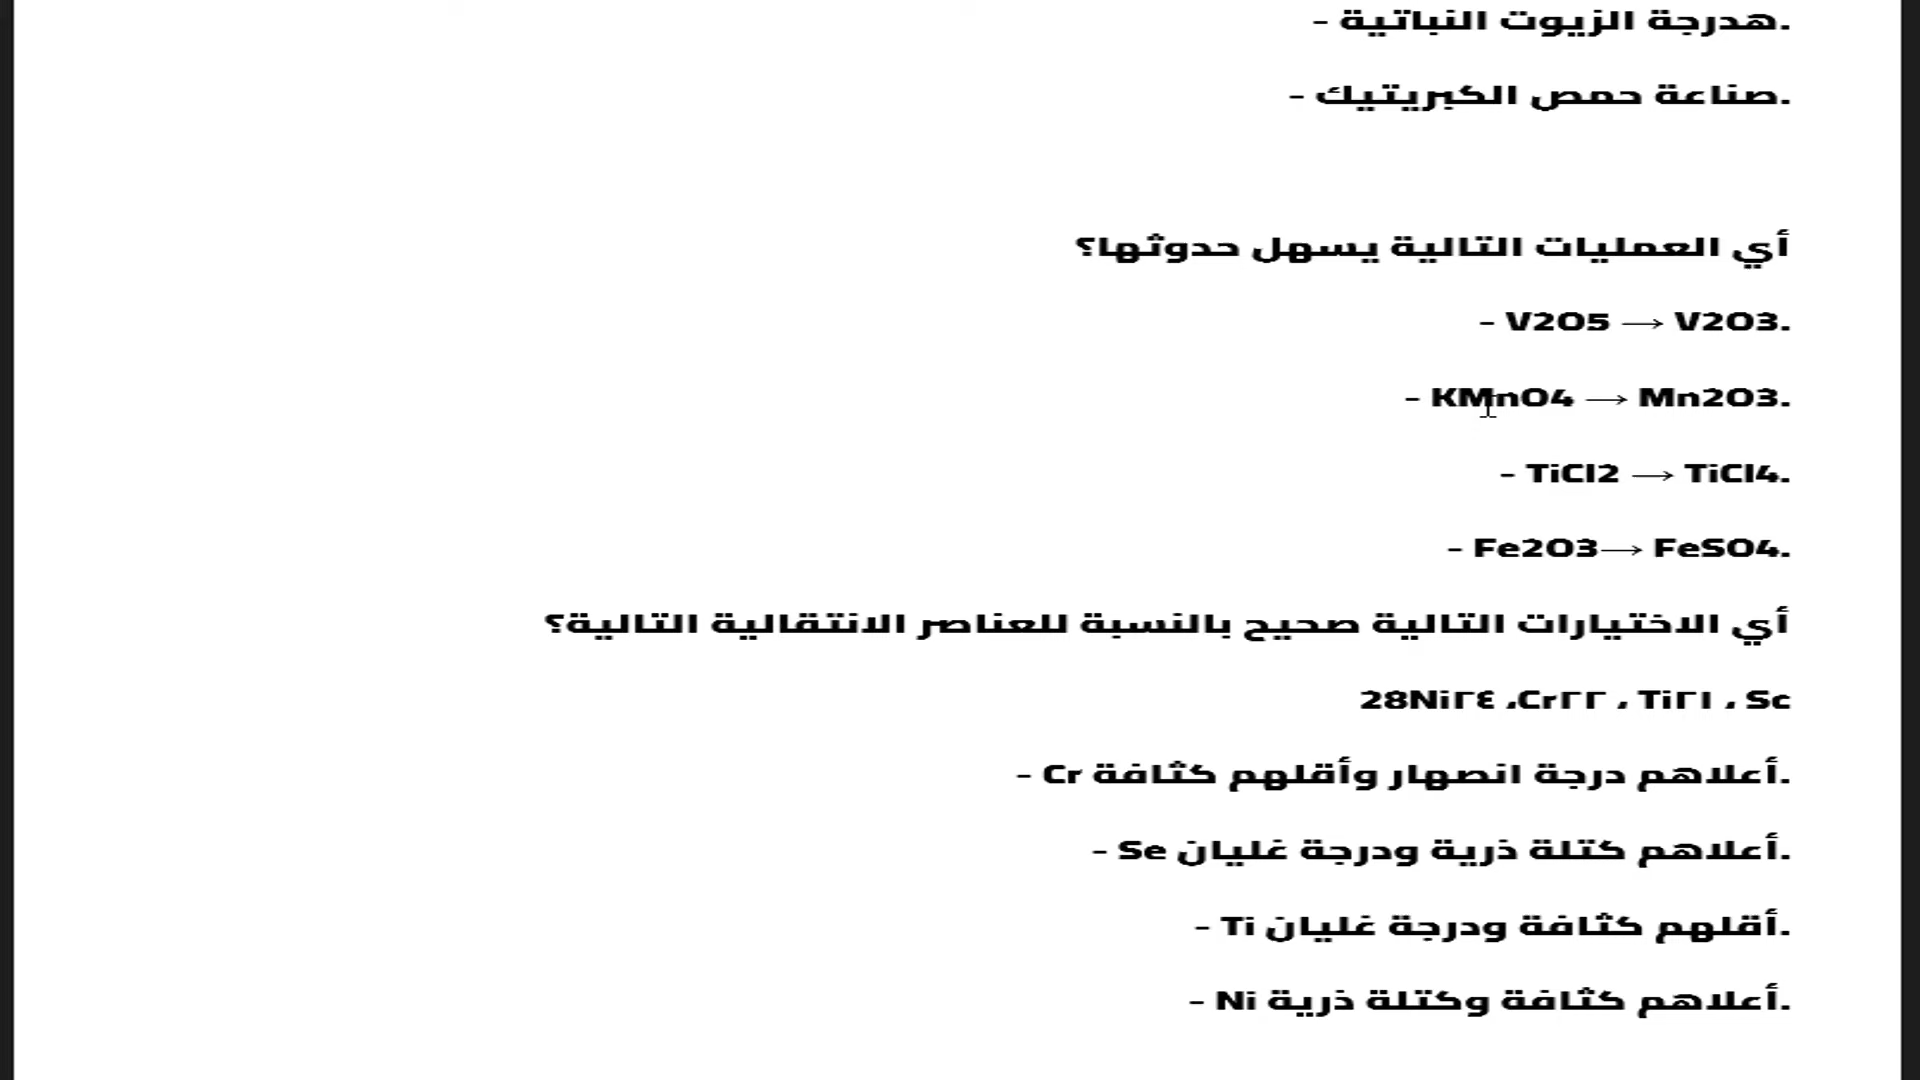 .هدرجة الزيوت النباتية -
.صناعة حمص الكبريتيك -
أي العمليات التالية يسهل حدوثها؟
- V2O5 → V2O3.
- KMnO4 → Mn2O3.
- TiCl2 → TiCl4.
- Fe2O3→ FeSO4.
أي الاختيارات التالية صحيح بالنسبة للعناصر الانتقالية التالية؟
28Ni٢٤ ،Cr٢٢ ، Ti٢١ ، Sc
.أعلاهم درجة انصهار وأقلهم كثافة Cr -
.أعلاهم كتلة ذرية ودرجة غليان Se -
.أقلهم كثافة ودرجة غليان Ti -
.أعلاهم كثافة وكتلة ذرية Ni -